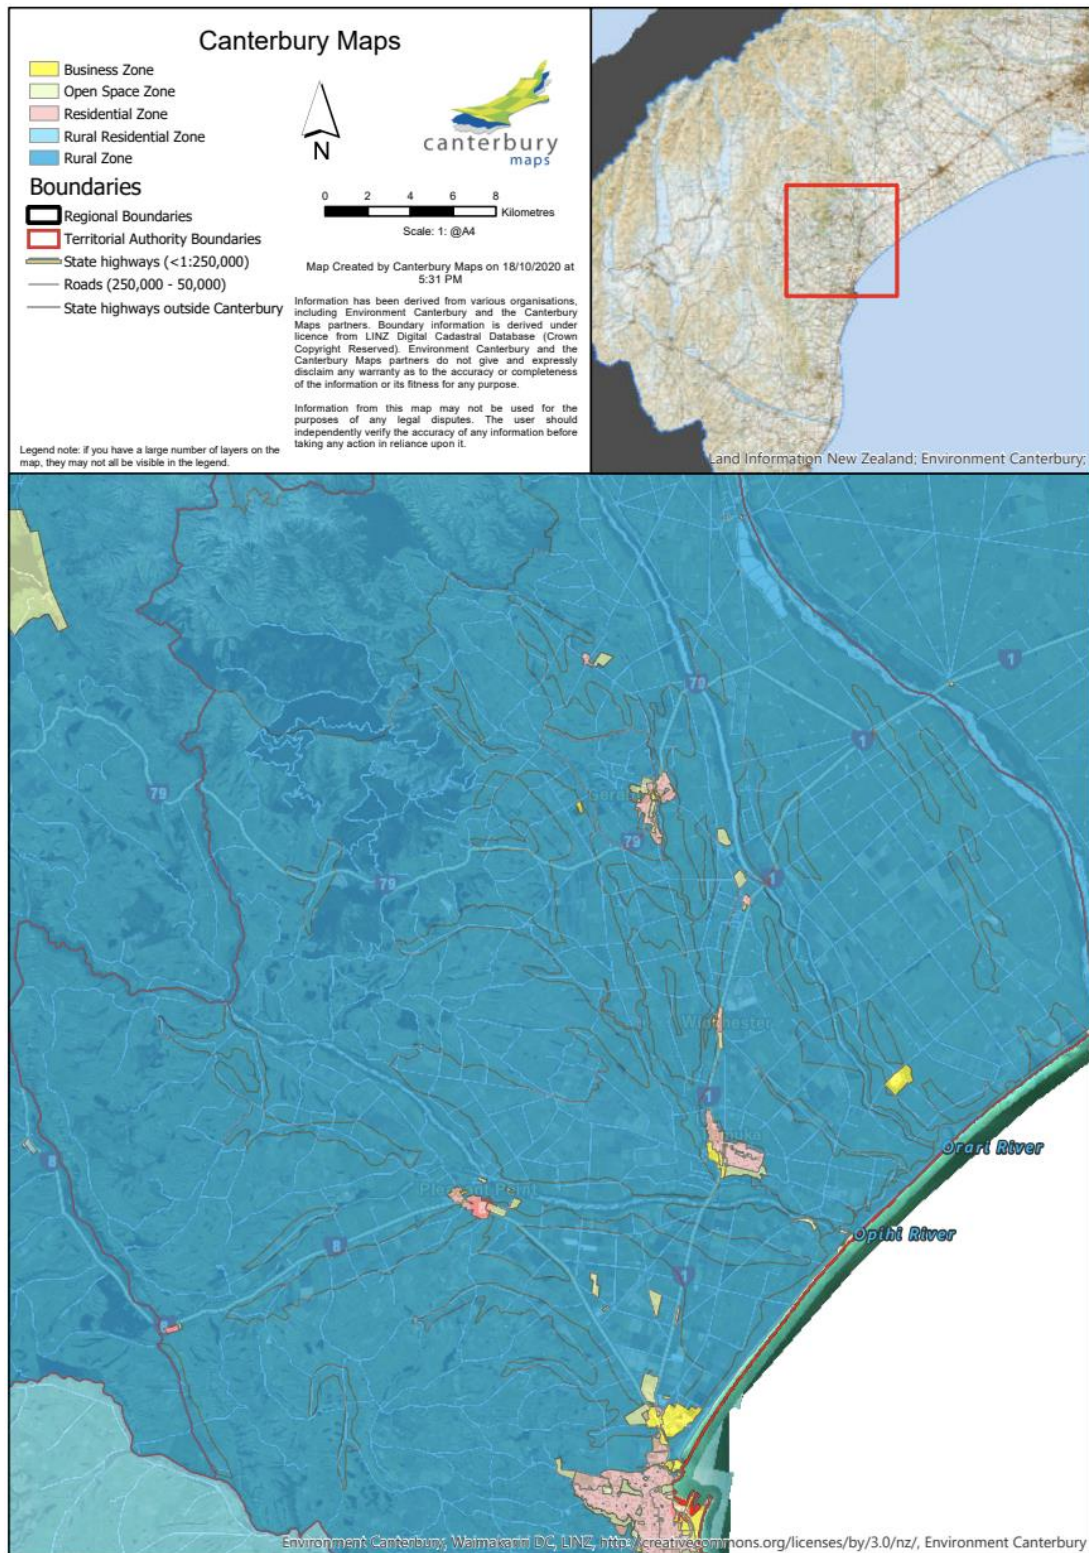 Canterbury Maps
Business Zone
Open Space Zone
Residential Zone
Rural Residential Zone
Rural Zone
Boundaries
Regional Boundaries
Territorial Authority Boundaries
State highways (<1:250,000)
Roads (250,000 - 50,000)
State highways outside Canterbury
Legend note: if you have a large number of layers on the
map, they may not all be visible in the legend.
N
canterbury
maps
0 2 4 6 8
Kilometres
Scale: 1: @A4
Map Created by Canterbury Maps on 18/10/2020 at
5:31 PM
Information has been derived from various organisations,
including Environment Canterbury and the Canterbury
Maps partners. Boundary information is derived under
licence from LINZ Digital Cadastral Database (Crown
Copyright Reserved). Environment Canterbury and the
Canterbury Maps partners do not give and expressly
disclaim any warranty as to the accuracy or completeness
of the information or its fitness for any purpose.
Information from this map may not be used for the
purposes of any legal disputes. The user should
independently verify the accuracy of any information before
taking any action in reliance upon it.
Land Information New Zealand; Environment Canterbury;
1
79
1
79
79
79
1
Winchester
1
Orari River
8
Pleasant Point
Opihi River
8
1
8
Environment Canterbury, Waimakariri DC, LINZ, http://creativecommons.org/licenses/by/3.0/nz/, Environment Canterbury